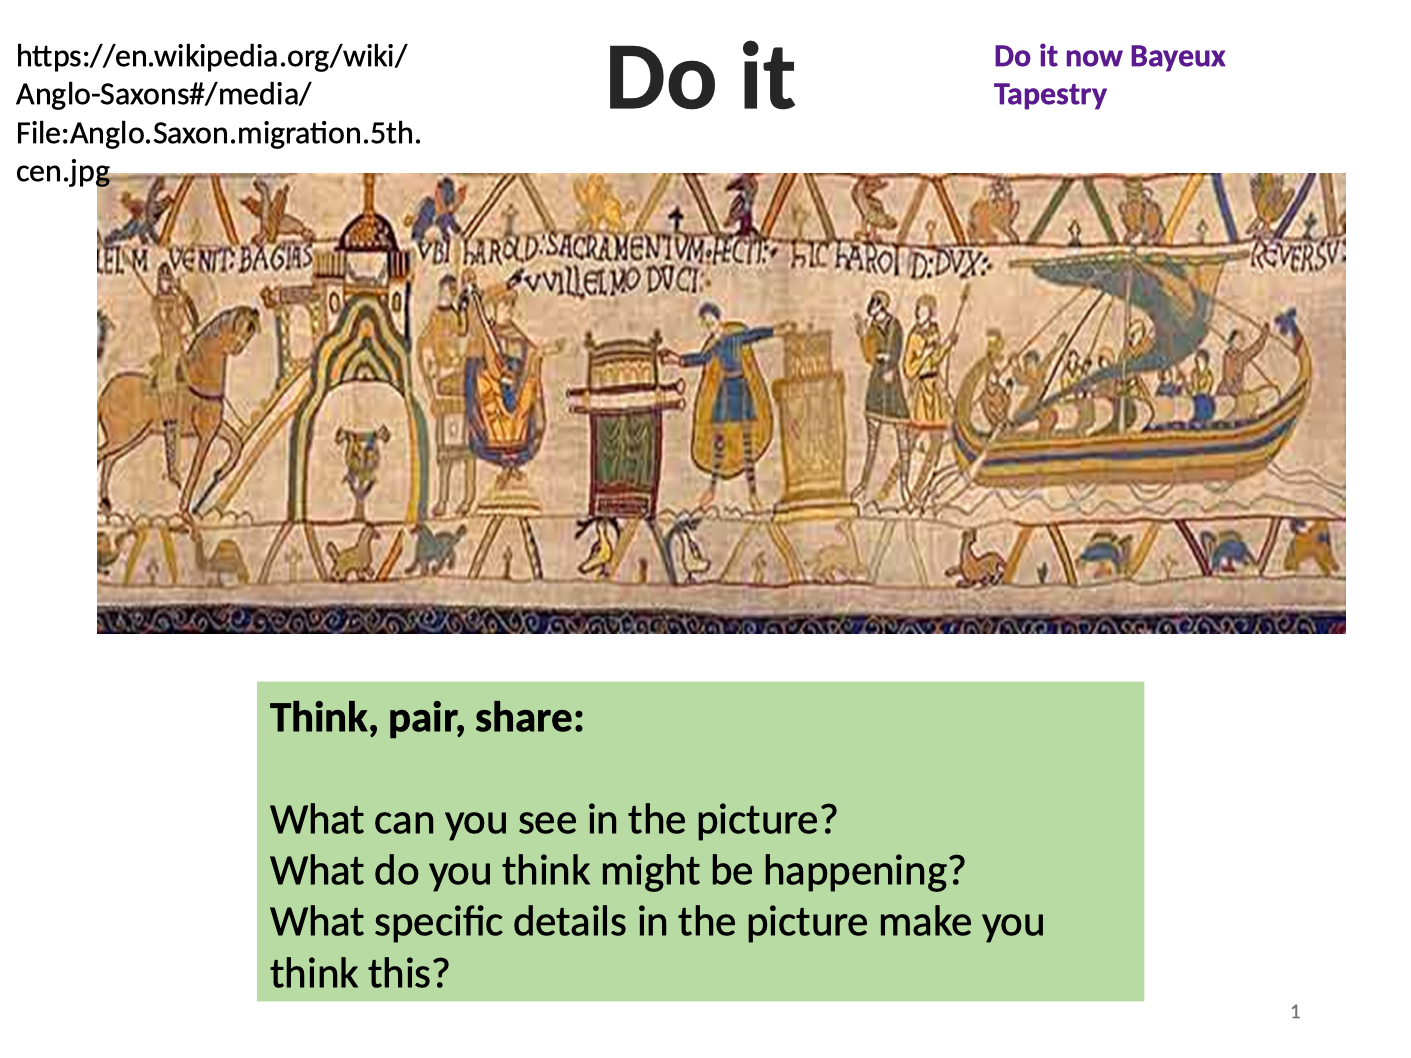 https://en.wikipedia.org/wiki/
Anglo-Saxons#/media/
File:Anglo.Saxon.migration.5th.
cen.jpg
Do it
Do it now Bayeux
Tapestry
VENIT: BAGIAS
VBI hAROLD: SACRAMENTVM: FECIT:
VVILLELMO DVCI:
hIC hAROLD: DVX:
REVERSVS
Think, pair, share:
What can you see in the picture?
What do you think might be happening?
What specific details in the picture make you
think this?
1